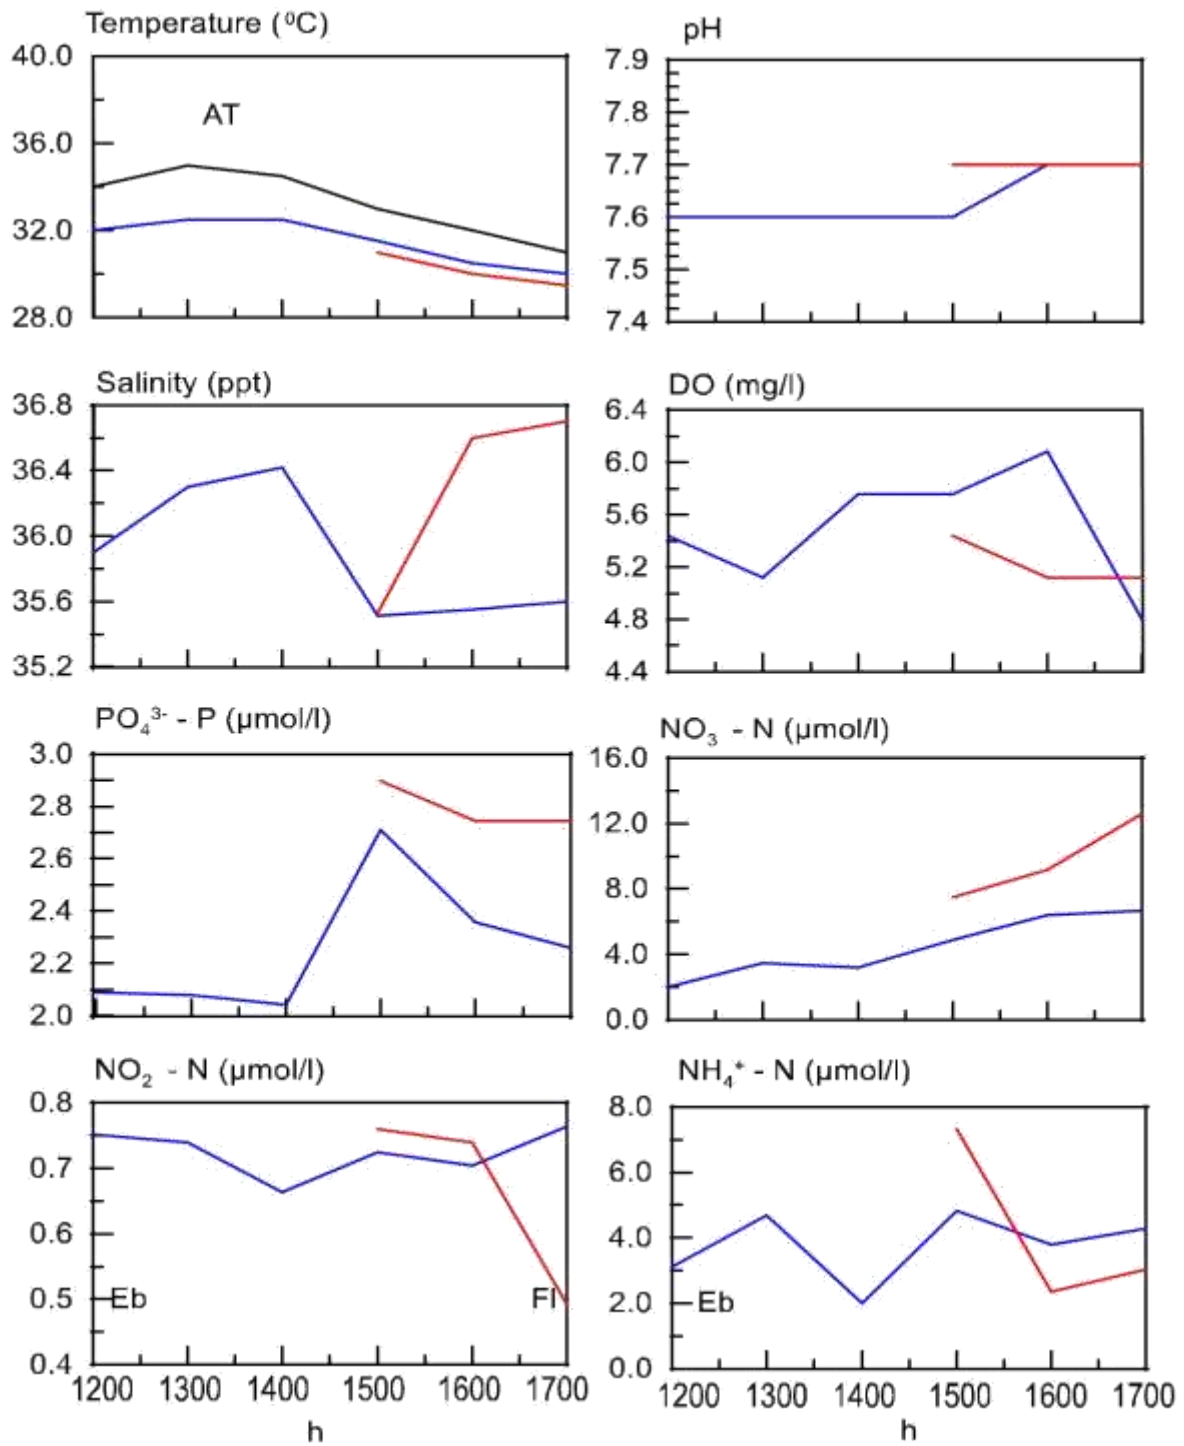 Temperature (⁰C)
40.0
36.0
32.0
28.0
AT
pH
7.9
7.8
7.7
7.6
7.5
7.4
Salinity (ppt)
36.8
36.4
36.0
35.6
35.2
DO (mg/l)
6.4
6.0
5.6
5.2
4.8
4.4
PO₄³⁻ - P (µmol/l)
3.0
2.8
2.6
2.4
2.2
2.0
NO₃ - N (µmol/l)
16.0
12.0
8.0
4.0
0.0
NO₂ - N (µmol/l)
0.8
0.7
0.6
0.5
0.4
Eb
Fl
1200 1300 1400 1500 1600 1700
h
NH₄⁺ - N (µmol/l)
8.0
6.0
4.0
2.0
0.0
Eb
1200 1300 1400 1500 1600 1700
h